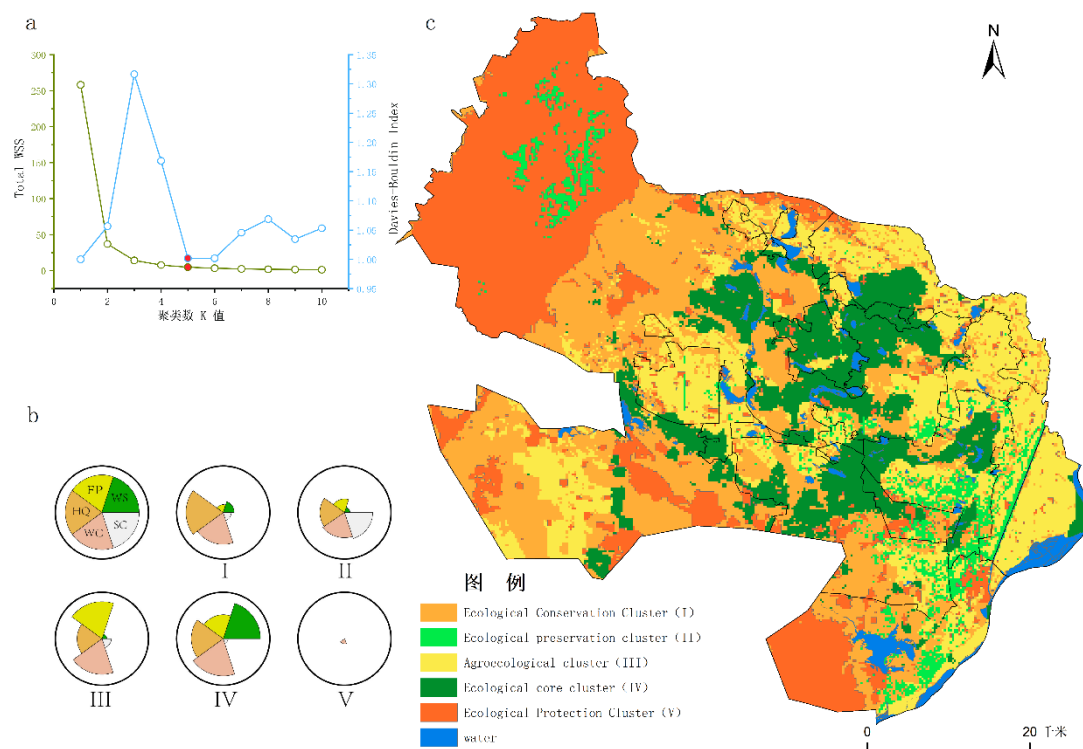 a
300
250
200
150
100
50
0
Total WSS
1.35
1.30
1.25
1.20
1.15
1.10
1.05
1.00
0.95
Davies-Bouldin Index
0 2 4 6 8 10
聚类数 K 值
b
FP WS
HQ SC
WC
I II
III IV V
c
N
图 例
Ecological Conservation Cluster (I)
Ecological preservation cluster (II)
Agroecological cluster (III)
Ecological core cluster (IV)
Ecological Protection Cluster (V)
water
0 20 千米